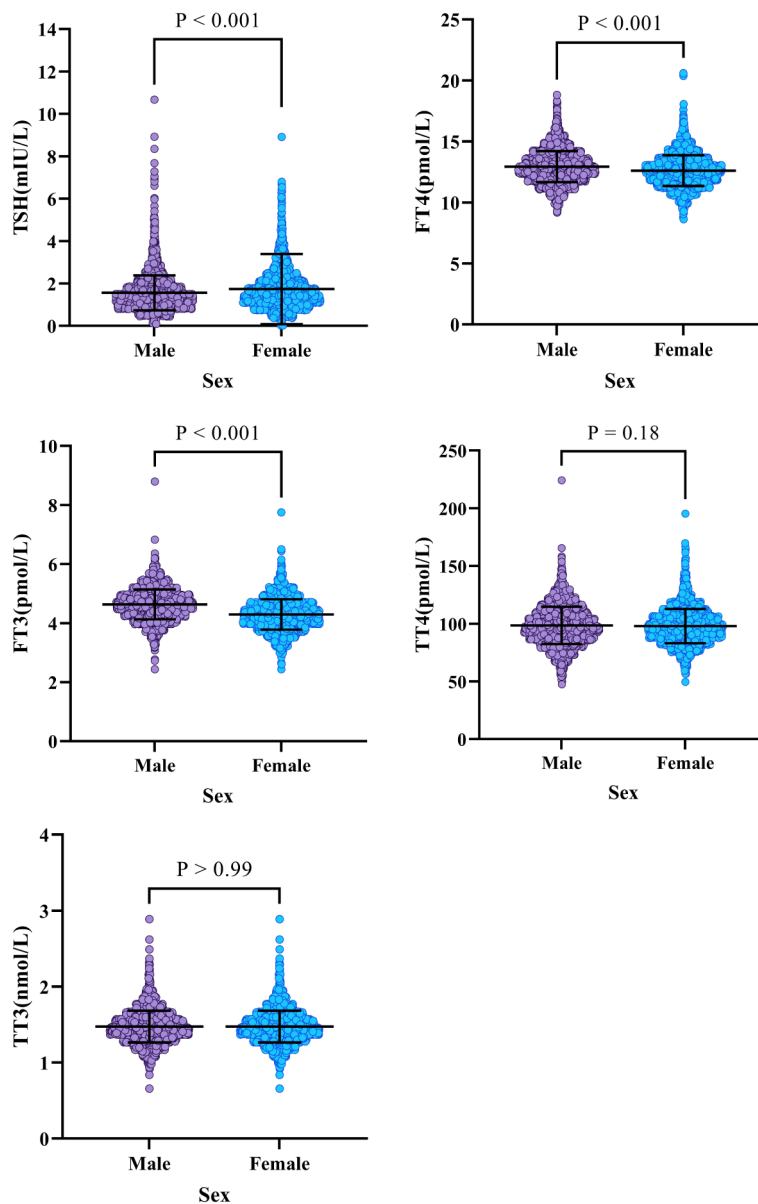 P < 0.001
TSH(mIU/L)
14
12
10
8
6
4
2
0
Male
Female
Sex
P < 0.001
FT4(pmol/L)
25
20
15
10
5
0
Male
Female
Sex
P < 0.001
FT3(pmol/L)
10
8
6
4
2
0
Male
Female
Sex
P = 0.18
TT4(pmol/L)
250
200
150
100
50
0
Male
Female
Sex
P > 0.99
TT3(nmol/L)
4
3
2
1
0
Male
Female
Sex